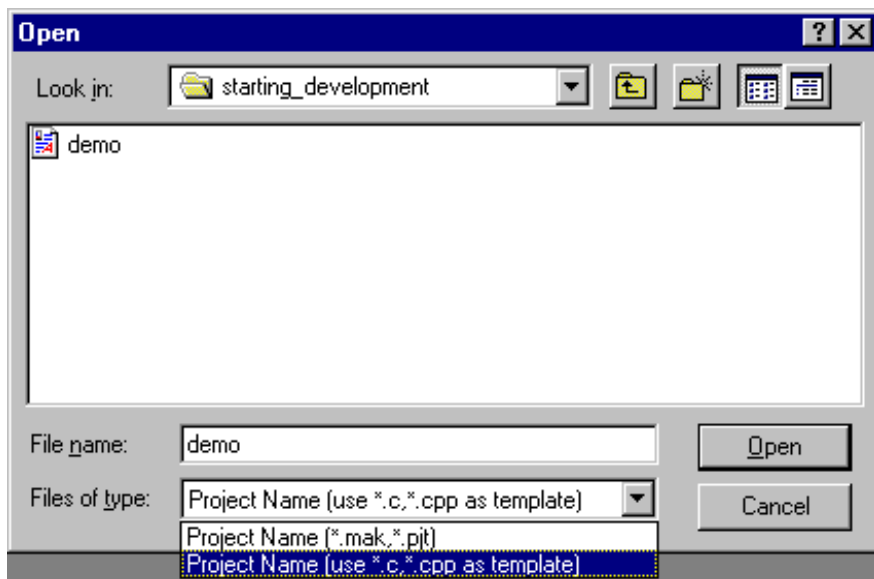 Open
Look in: starting_development
demo
File name: demo Open
Files of type: Project Name (use *.c,*.cpp as template) Cancel
Project Name (*.mak,*.pjt)
Project Name (use *.c,*.cpp as template)